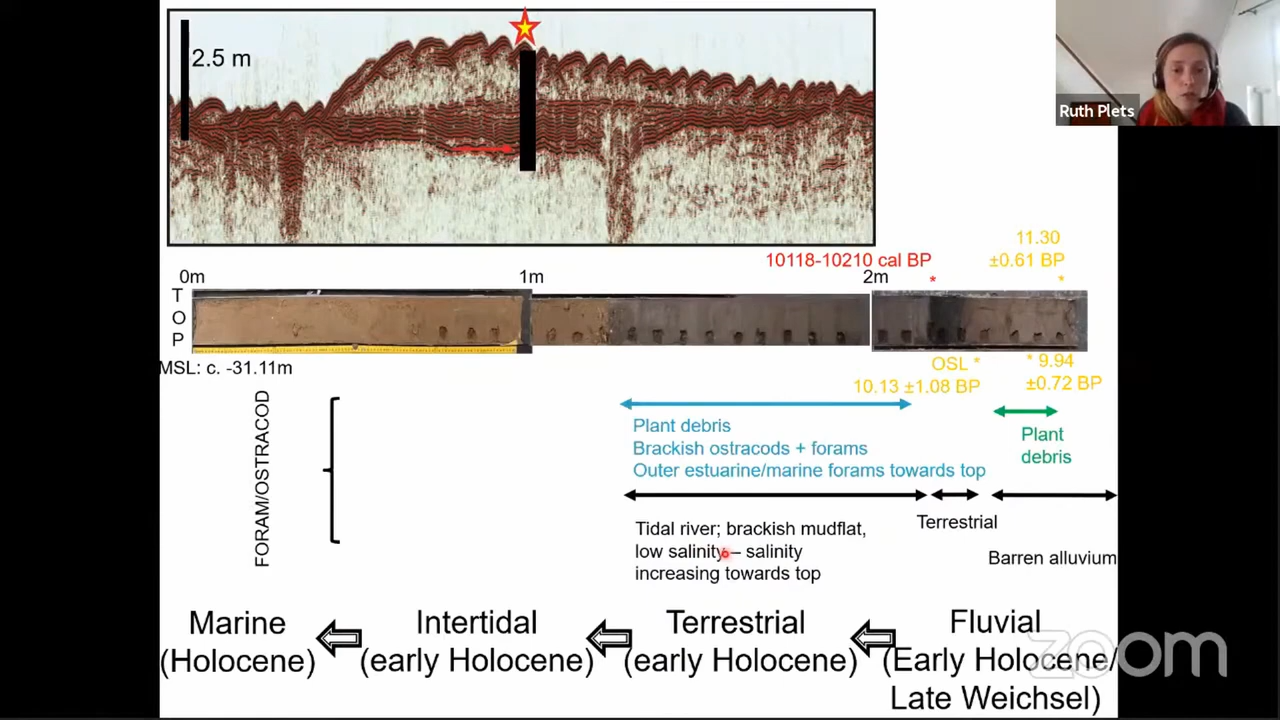 2.5 m
Ruth Plets
11.30
±0.61 BP
*
10118-10210 cal BP
*
0m
1m
2m
TOP
MSL: c. -31.11m
OSL *
10.13 ±1.08 BP
* 9.94
±0.72 BP
FORAM/OSTRACOD
Plant debris
Brackish ostracods + forams
Outer estuarine/marine forams towards top
Plant
debris
Tidal river; brackish mudflat,
low salinity – salinity
increasing towards top
Terrestrial
Barren alluvium
Marine
(Holocene)
Intertidal
(early Holocene)
Terrestrial
(early Holocene)
Fluvial
(Early Holocene/
Late Weichsel)
zoom